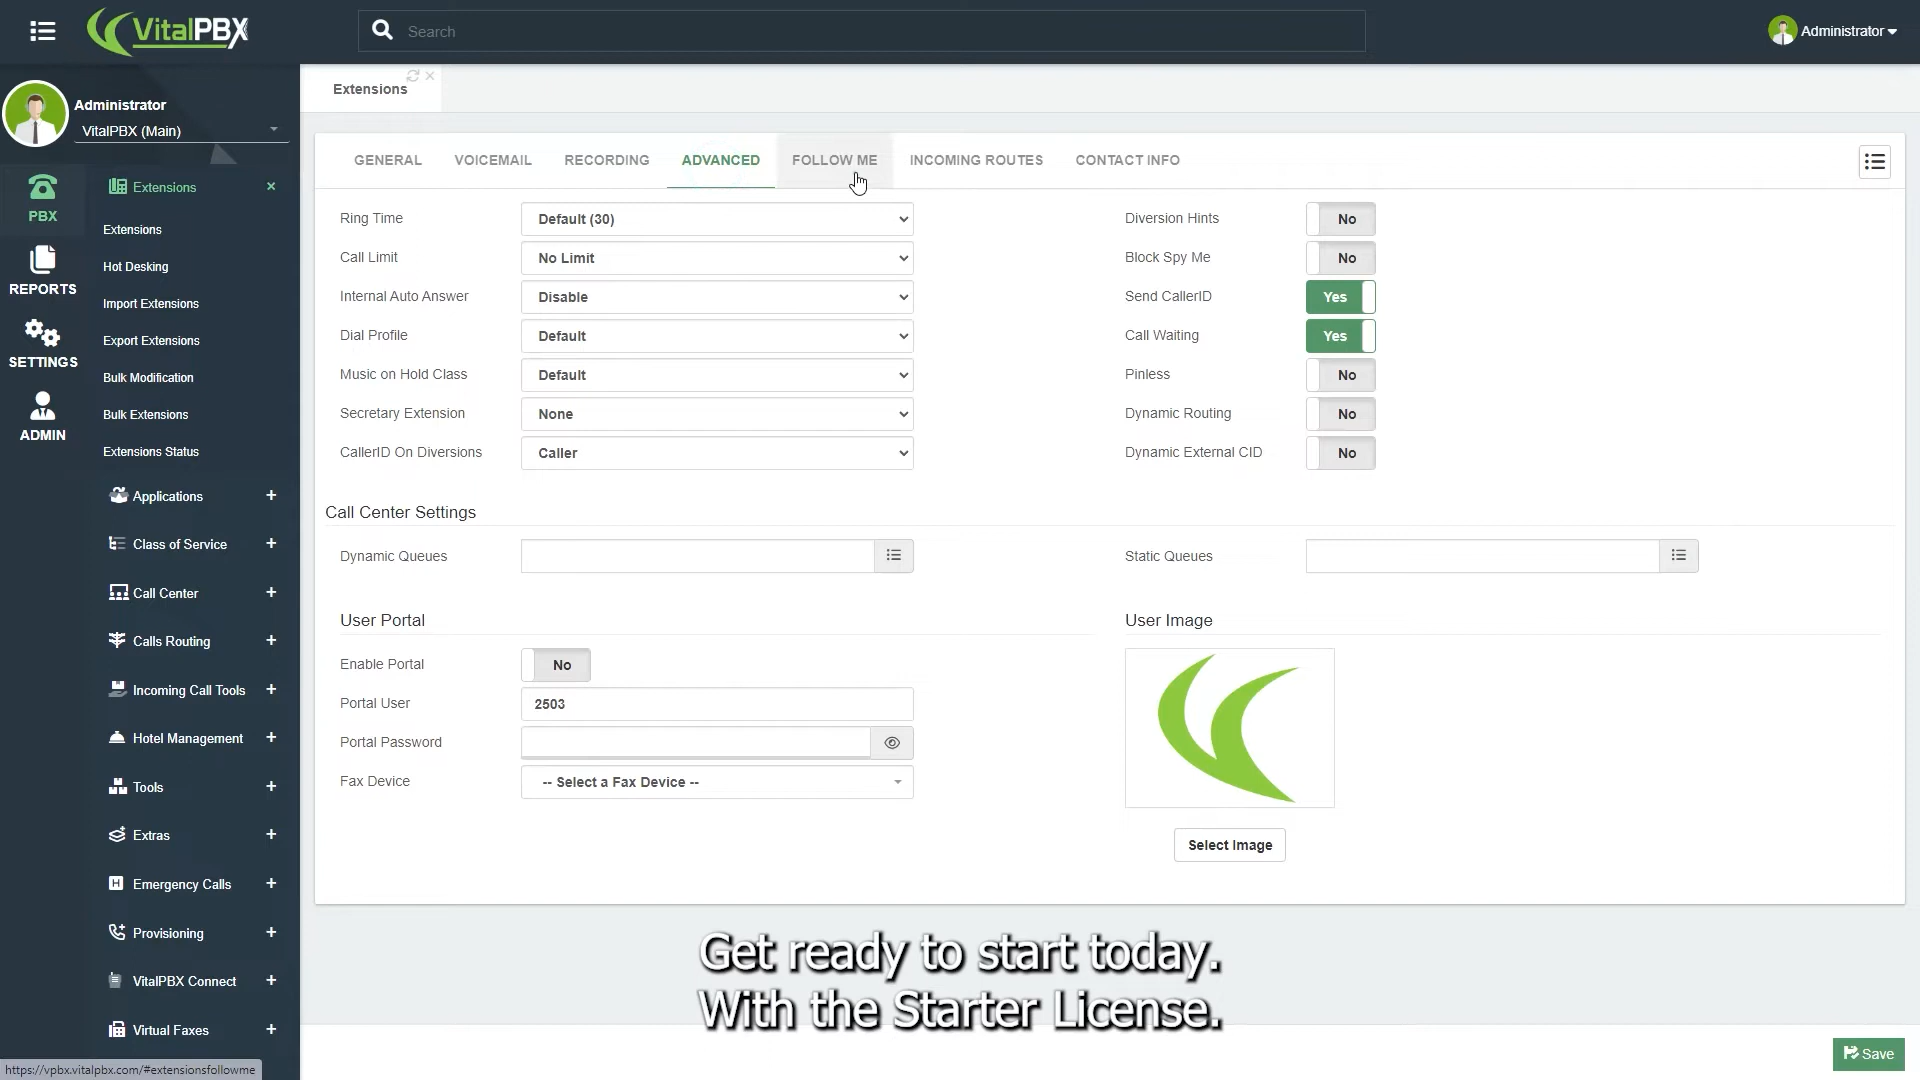 VitalPBX
Search
Administrator
Administrator
VitalPBX (Main)
Extensions
GENERAL
VOICEMAIL
RECORDING
ADVANCED
FOLLOW ME
INCOMING ROUTES
CONTACT INFO
PBX
REPORTS
SETTINGS
ADMIN
Extensions
Extensions
Hot Desking
Import Extensions
Export Extensions
Bulk Modification
Bulk Extensions
Extensions Status
Applications
Class of Service
Call Center
Calls Routing
Incoming Call Tools
Hotel Management
Tools
Extras
Emergency Calls
Provisioning
VitalPBX Connect
Virtual Faxes
Ring Time Default (30)
Call Limit No Limit
Internal Auto Answer Disable
Dial Profile Default
Music on Hold Class Default
Secretary Extension None
CallerID On Diversions Caller
Diversion Hints No
Block Spy Me No
Send CallerID Yes
Call Waiting Yes
Pinless No
Dynamic Routing No
Dynamic External CID No
Call Center Settings
Dynamic Queues
Static Queues
User Portal
Enable Portal No
Portal User 2503
Portal Password
Fax Device -- Select a Fax Device --
User Image
Select Image
Get ready to start today.
With the Starter License.
Save
https://vpbx.vitalpbx.com/#extensionsfollowme